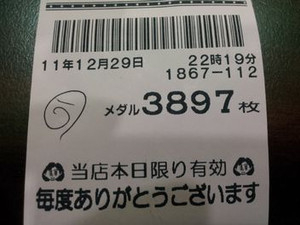 11年12月29日 22時19分
1867-112
メダル 3897枚
当店本日限り有効
毎度ありがとうございます